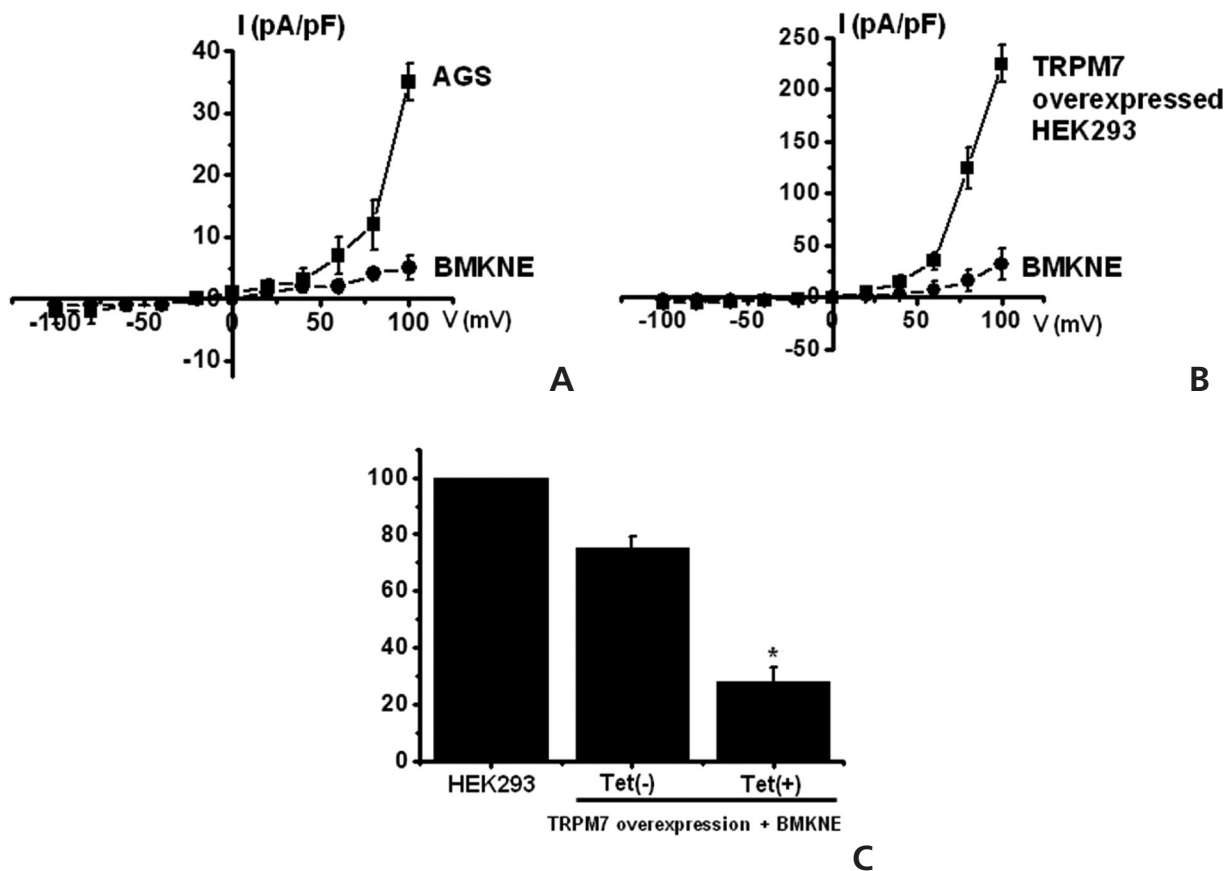 I (pA/pF)
40
30
20
10
0
-10
-100
-50
0
50
100
V (mV)
AGS
BMKNE
A
I (pA/pF)
250
200
150
100
50
0
-50
-100
-50
0
50
100
V (mV)
TRPM7
overexpressed
HEK293
BMKNE
B
100
80
60
40
20
0
*
HEK293
Tet(-)
Tet(+)
TRPM7 overexpression + BMKNE
C